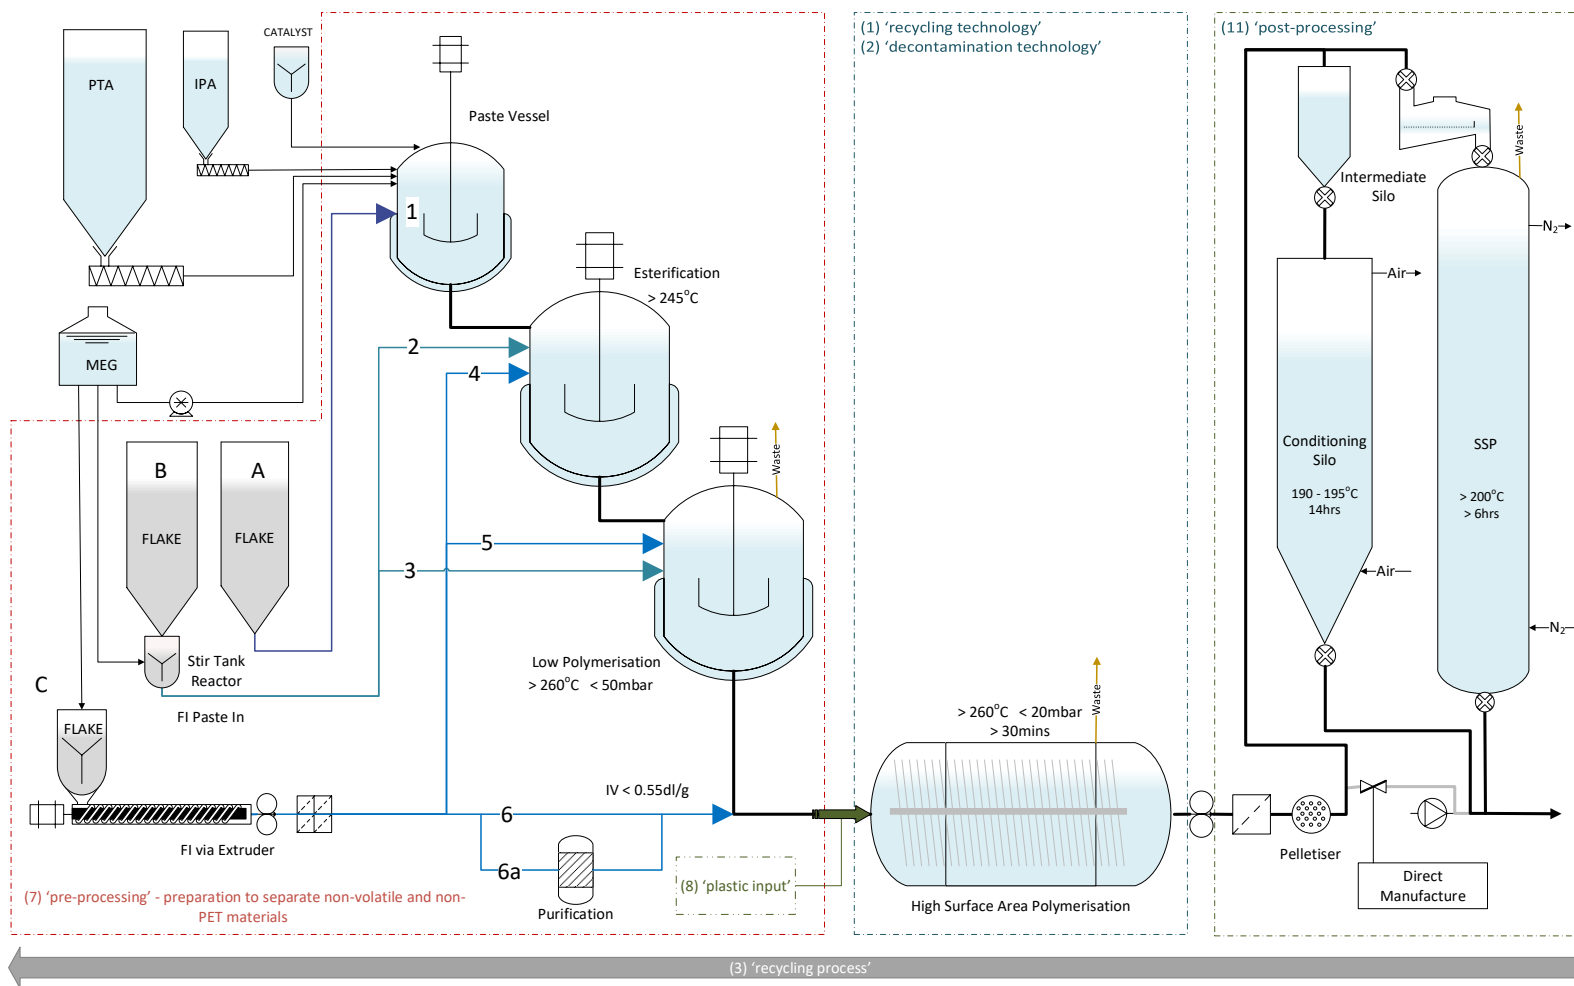 (1) ‘recycling technology’
(2) ‘decontamination technology’
(11) ‘post-processing’
CATALYST
PTA
IPA
Paste Vessel
Waste
Intermediate
Silo
1
N2
Esterification
> 245°C
Air
2
MEG
4
Waste
B
A
Conditioning
Silo
SSP
190 - 195°C
14hrs
> 200°C
> 6hrs
FLAKE
FLAKE
5
3
Air
N2
Stir Tank
Reactor
Low Polymerisation
> 260°C < 50mbar
C
FI Paste In
Waste
FLAKE
> 260°C < 20mbar
> 30mins
IV < 0.55dl/g
6
FI via Extruder
6a
Pelletiser
(8) ‘plastic input’
Direct
Manufacture
(7) ‘pre-processing’ - preparation to separate non-volatile and non-
PET materials
Purification
High Surface Area Polymerisation
(3) ‘recycling process’